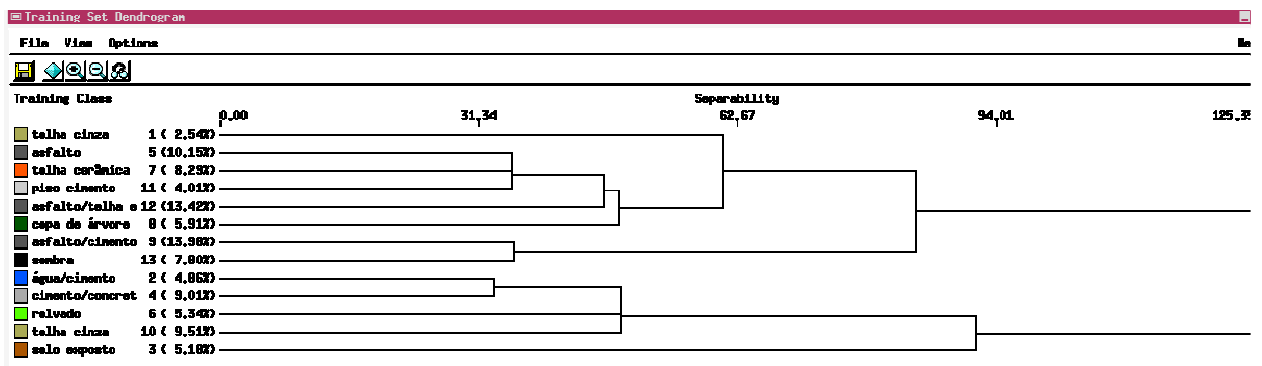 Training Set Dendrogram
File View Options
Training Class Separability
0.00 31,34 62,67 94,01
telha cinza 1 ( 2.54%)
asfalto 5 (10.15%)
telha cerâmica 7 ( 8.29%)
piso cimento 11 ( 4.01%)
asfalto/telha e 12 (13.42%)
copa de árvore 8 ( 5.91%)
asfalto/cimento 9 (13.98%)
sombra 13 ( 7.80%)
água/cimento 2 ( 4.86%)
cimento/concret 4 ( 9.01%)
relvado 6 ( 5.34%)
telha cinza 10 ( 9.51%)
solo exposto 3 ( 5.18%)